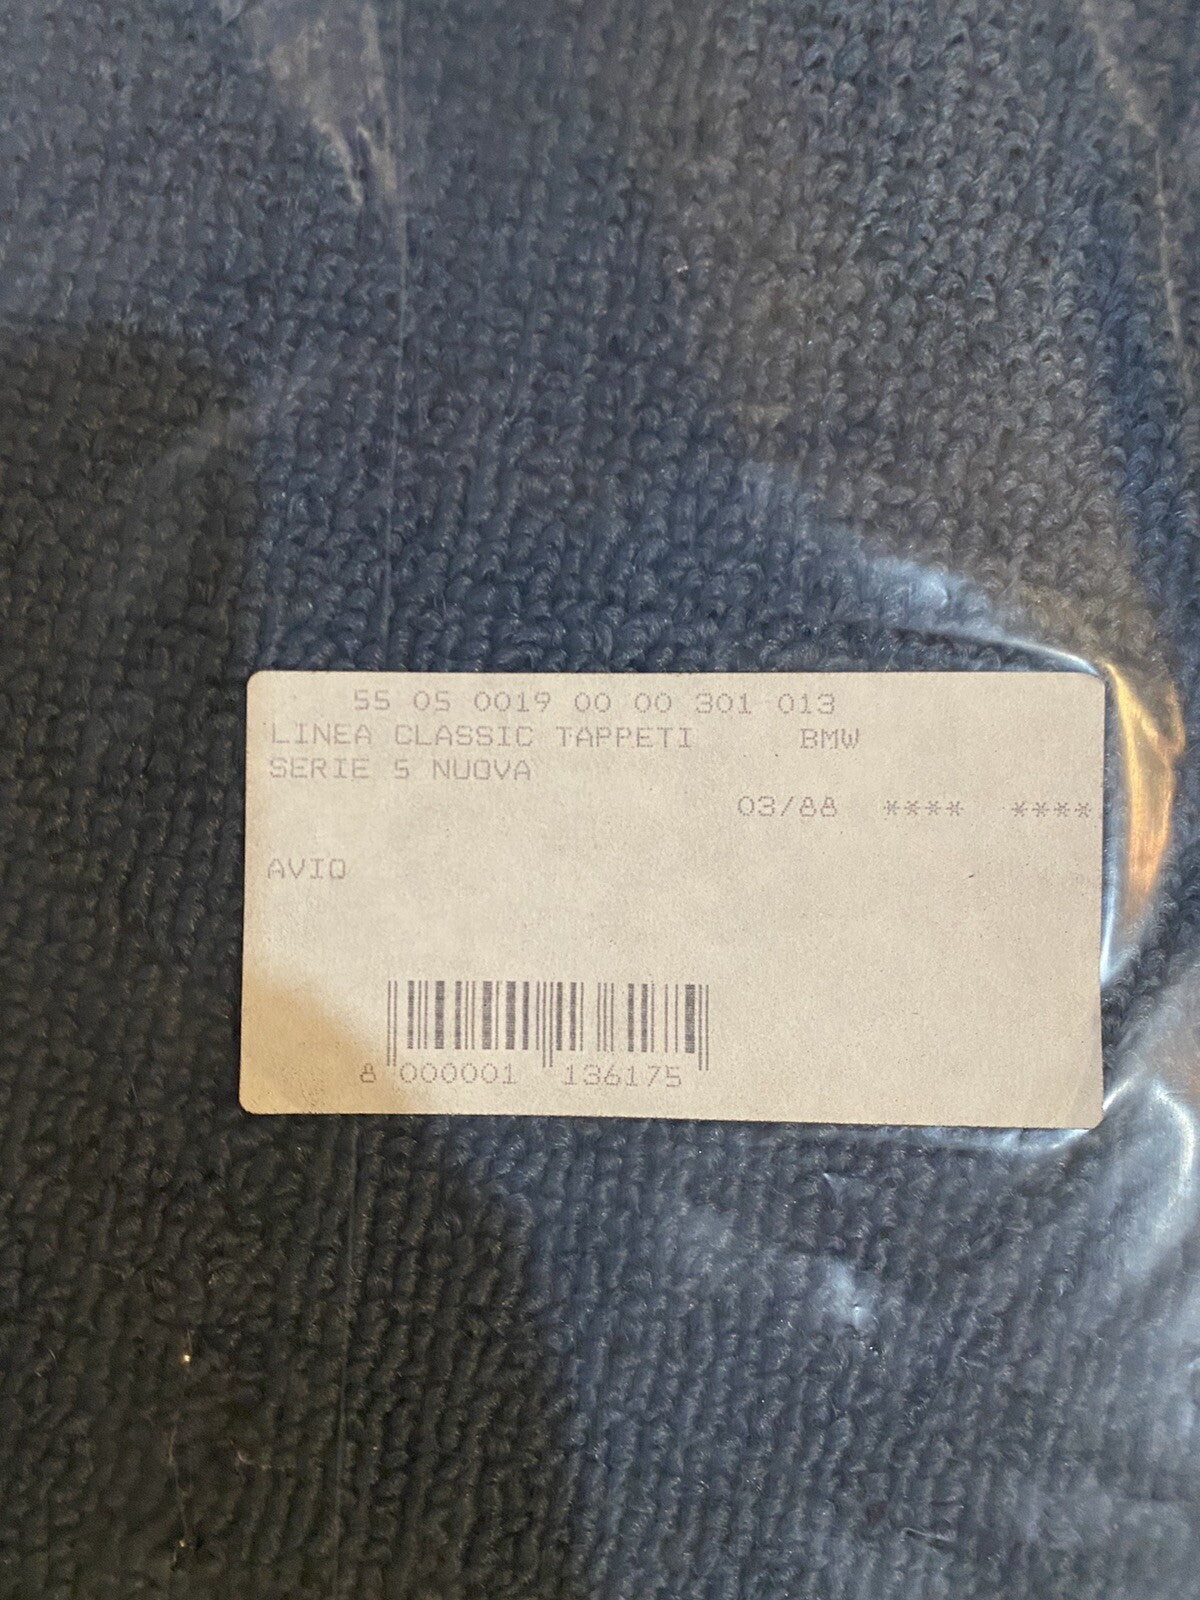 55 05 0019 00 00 301 013
LINEA CLASSIC TAPPETI BMW
SERIE 5 NUOVA
03/88 **** ****
AVIO
8 000001 136175